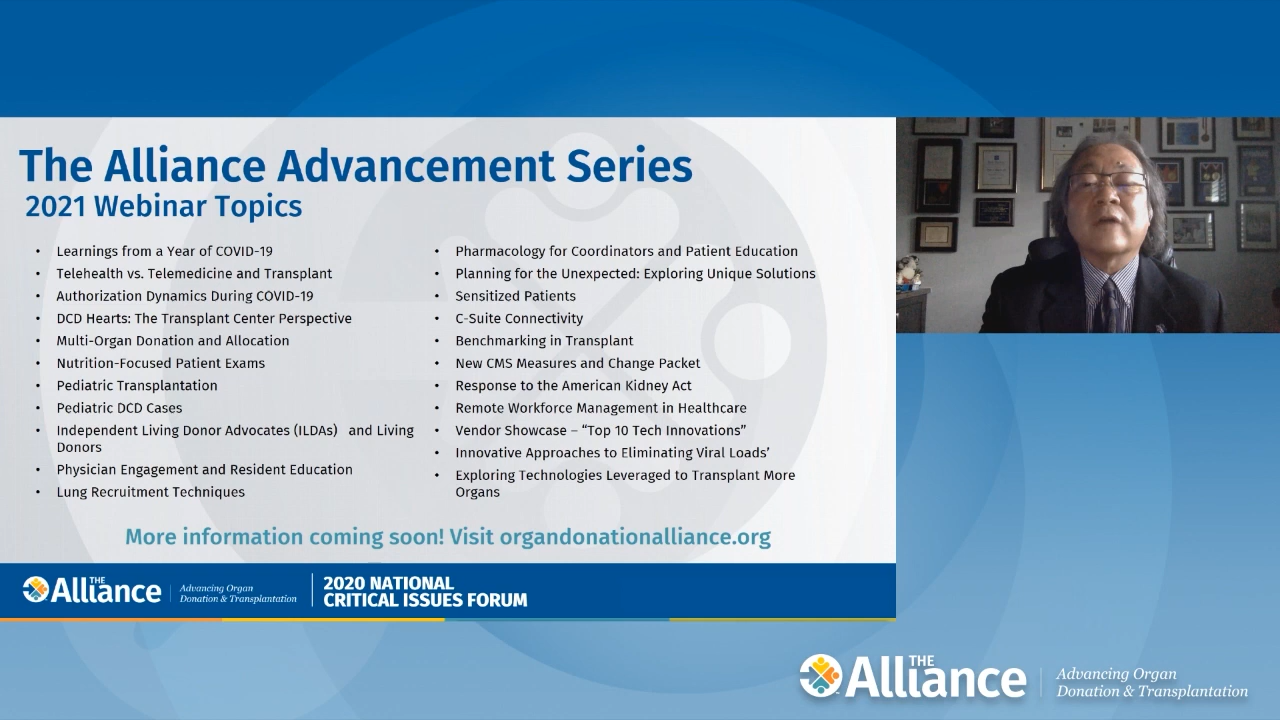 The Alliance Advancement Series
2021 Webinar Topics
• Learnings from a Year of COVID-19
• Telehealth vs. Telemedicine and Transplant
• Authorization Dynamics During COVID-19
• DCD Hearts: The Transplant Center Perspective
• Multi-Organ Donation and Allocation
• Nutrition-Focused Patient Exams
• Pediatric Transplantation
• Pediatric DCD Cases
• Independent Living Donor Advocates (ILDAs) and Living
Donors
• Physician Engagement and Resident Education
• Lung Recruitment Techniques
• Pharmacology for Coordinators and Patient Education
• Planning for the Unexpected: Exploring Unique Solutions
• Sensitized Patients
• C-Suite Connectivity
• Benchmarking in Transplant
• New CMS Measures and Change Packet
• Response to the American Kidney Act
• Remote Workforce Management in Healthcare
• Vendor Showcase – “Top 10 Tech Innovations”
• Innovative Approaches to Eliminating Viral Loads’
• Exploring Technologies Leveraged to Transplant More
Organs
More information coming soon! Visit organdonationalliance.org
THE
Alliance
Advancing Organ
Donation & Transplantation
2020 NATIONAL
CRITICAL ISSUES FORUM
THE
Alliance
Advancing Organ
Donation & Transplantation